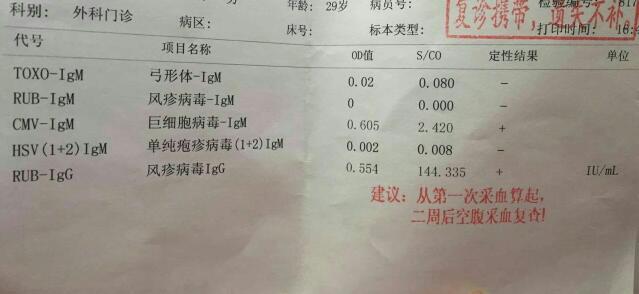 年龄: 29岁 病员号:
科别: 外科门诊 病区: 床号: 标本类型: 打印时间:
复诊携带,遗失不补
代号 项目名称 OD值 S/CO 定性结果 单位
TOXO-IgM 弓形体-IgM 0.02 0.080 -
RUB-IgM 风疹病毒-IgM 0 0.000 -
CMV-IgM 巨细胞病毒-IgM 0.605 2.420 +
HSV(1+2)IgM 单纯疱疹病毒(1+2)IgM 0.002 0.008 -
RUB-IgG 风疹病毒IgG 0.554 144.335 + IU/mL
建议: 从第一次采血算起,
二周后空腹采血复查!